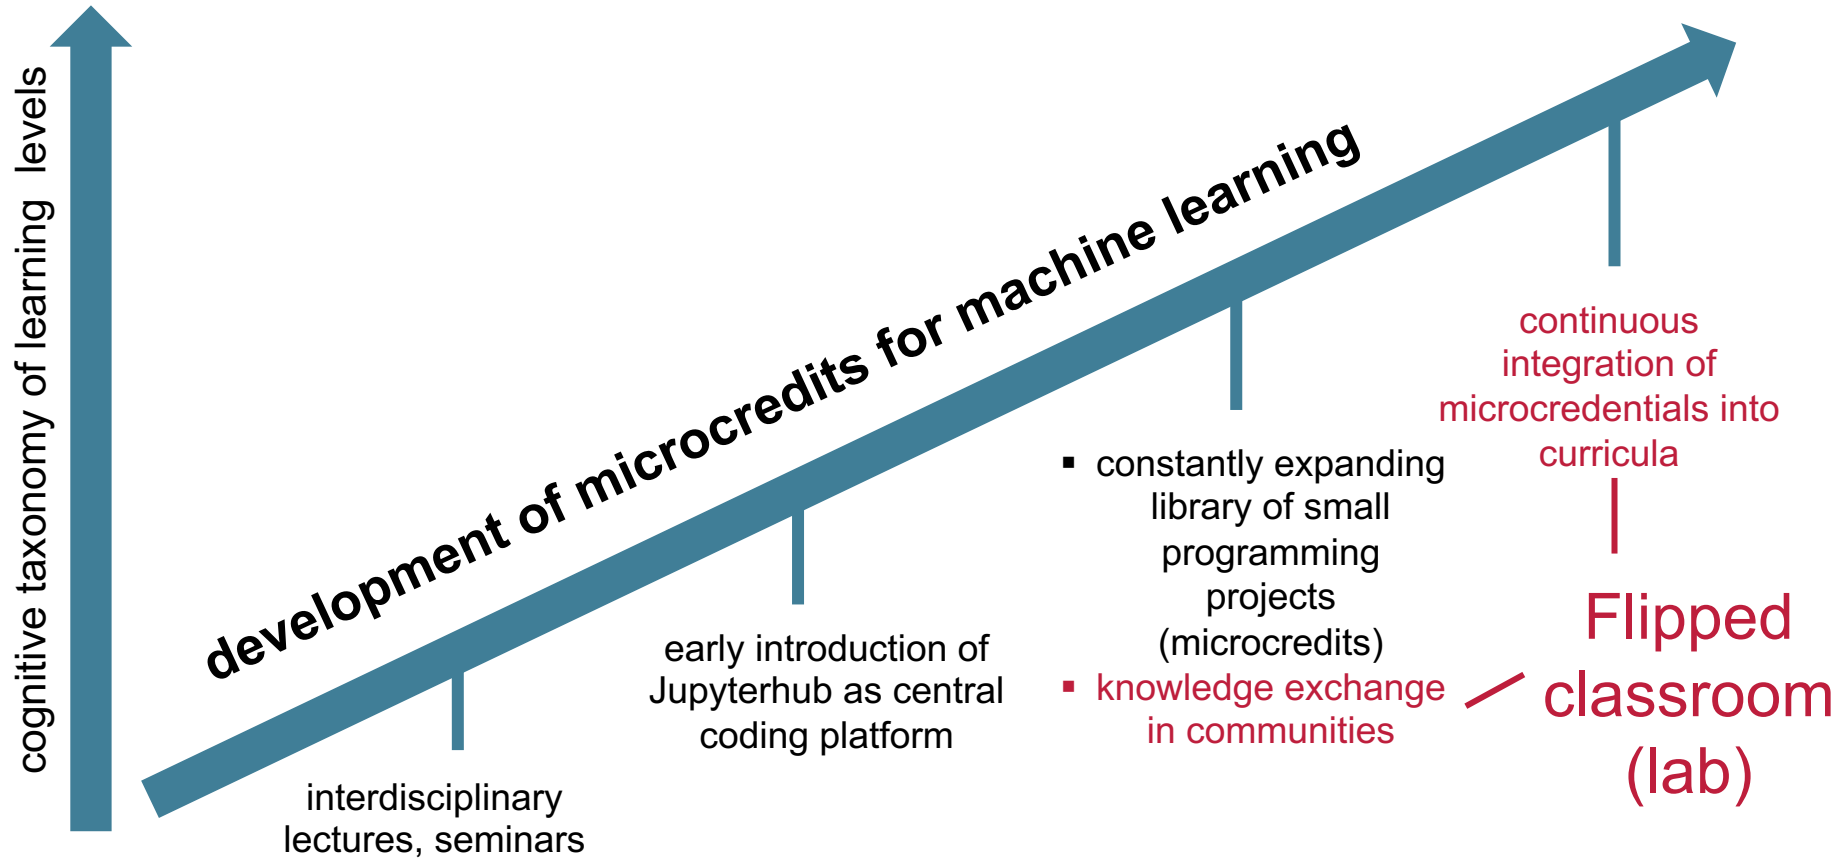 cognitive taxonomy of learning levels
development of microcredits for machine learning
interdisciplinary
lectures, seminars
early introduction of
Jupyterhub as central
coding platform
▪ constantly expanding
library of small
programming
projects
(microcredits)
▪ knowledge exchange
in communities
continuous
integration of
microcredentials into
curricula
Flipped
classroom
(lab)